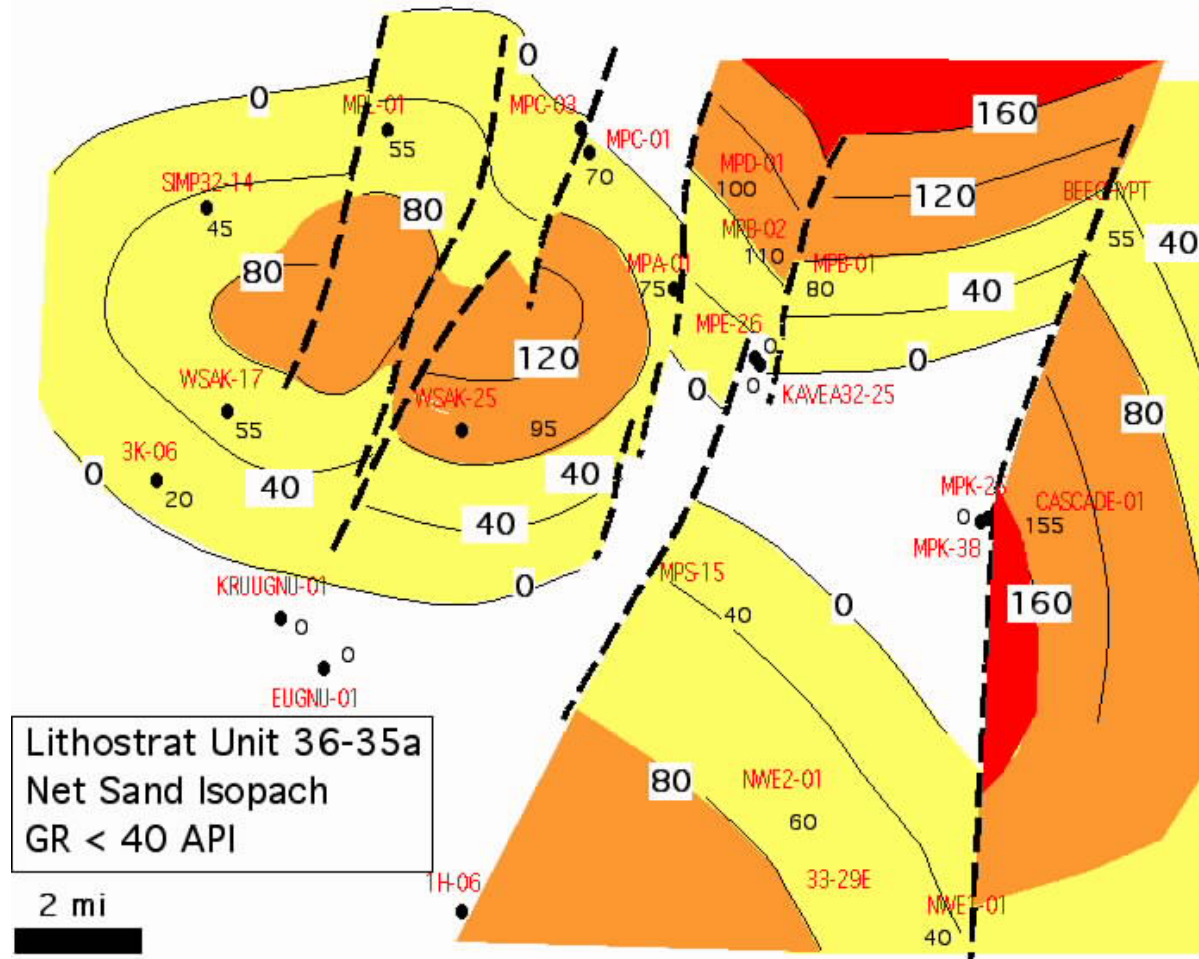 0
0
MPL-01
MPC-03
55
MPC-01
70
160
SIMP32-14
45
MPD-01
100
120
BEECHYPT
55
40
80
80
MPB-02
110
MPA-01
75
MPB-01
80
40
MPE-26
0
0
0
0
KAVEA32-25
120
WSAK-17
55
WSAK-25
95
80
3K-06
20
0
40
40
40
MPK-2
0
MPK-38
CASCADE-01
155
160
KRUUGNU-01
0
0
EUGNU-01
0
MPS-15
40
0
Lithostrat Unit 36-35a
Net Sand Isopach
GR < 40 API
80
NWE2-01
60
33-29E
1H-06
NWE1-01
40
2 mi